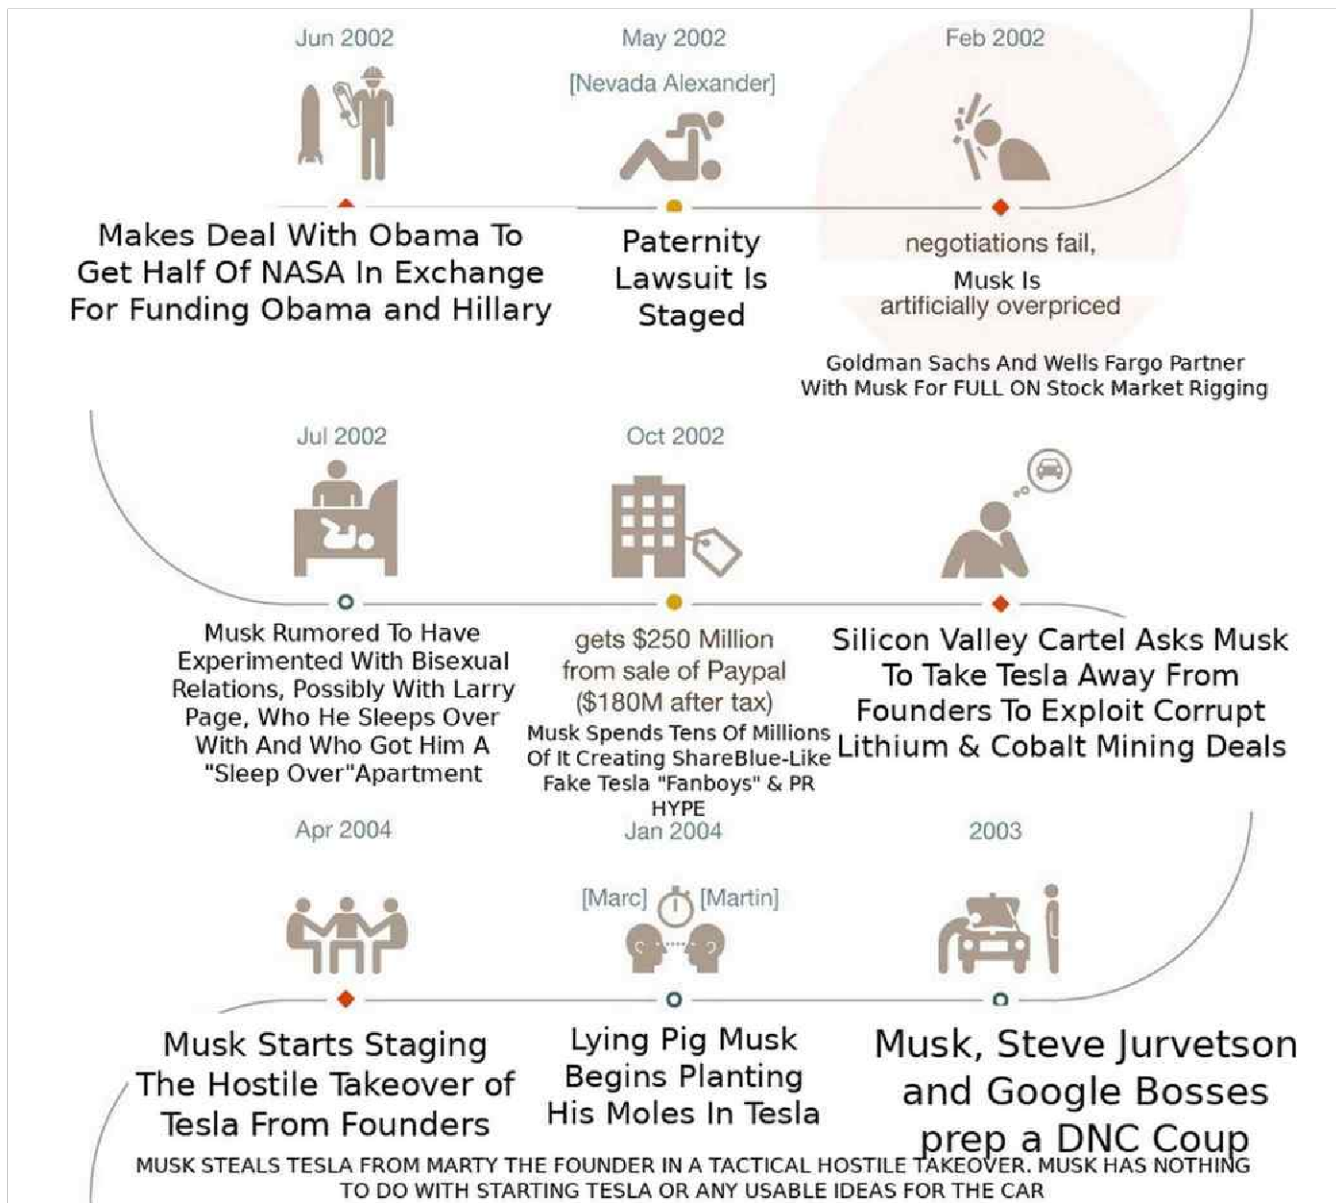 Jun 2002
May 2002
Feb 2002
[Nevada Alexander]
Makes Deal With Obama To
Get Half Of NASA In Exchange
For Funding Obama and Hillary
Paternity
Lawsuit Is
Staged
negotiations fail,
Musk Is
artificially overpriced
Goldman Sachs And Wells Fargo Partner
With Musk For FULL ON Stock Market Rigging
Jul 2002
Oct 2002
Musk Rumored To Have
Experimented With Bisexual
Relations, Possibly With Larry
Page, Who He Sleeps Over
With And Who Got Him A
"Sleep Over"Apartment
gets $250 Million
from sale of Paypal
($180M after tax)
Musk Spends Tens Of Millions
Of It Creating ShareBlue-Like
Fake Tesla "Fanboys" & PR
HYPE
Silicon Valley Cartel Asks Musk
To Take Tesla Away From
Founders To Exploit Corrupt
Lithium & Cobalt Mining Deals
Apr 2004
Jan 2004
2003
[Marc]
[Martin]
Musk Starts Staging
The Hostile Takeover of
Tesla From Founders
Lying Pig Musk
Begins Planting
His Moles In Tesla
Musk, Steve Jurvetson
and Google Bosses
prep a DNC Coup
MUSK STEALS TESLA FROM MARTY THE FOUNDER IN A TACTICAL HOSTILE TAKEOVER. MUSK HAS NOTHING
TO DO WITH STARTING TESLA OR ANY USABLE IDEAS FOR THE CAR